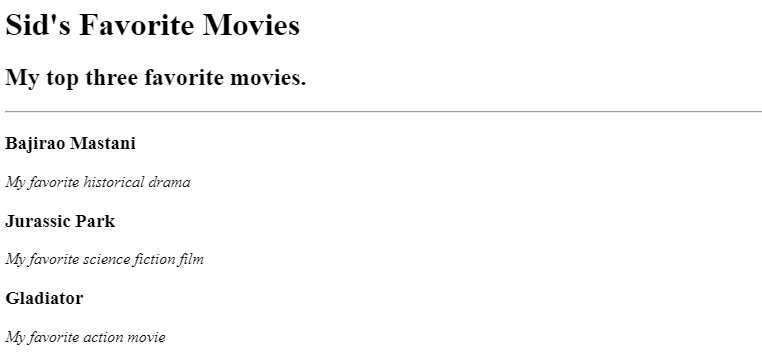 Sid's Favorite Movies
My top three favorite movies.
Bajirao Mastani
My favorite historical drama
Jurassic Park
My favorite science fiction film
Gladiator
My favorite action movie